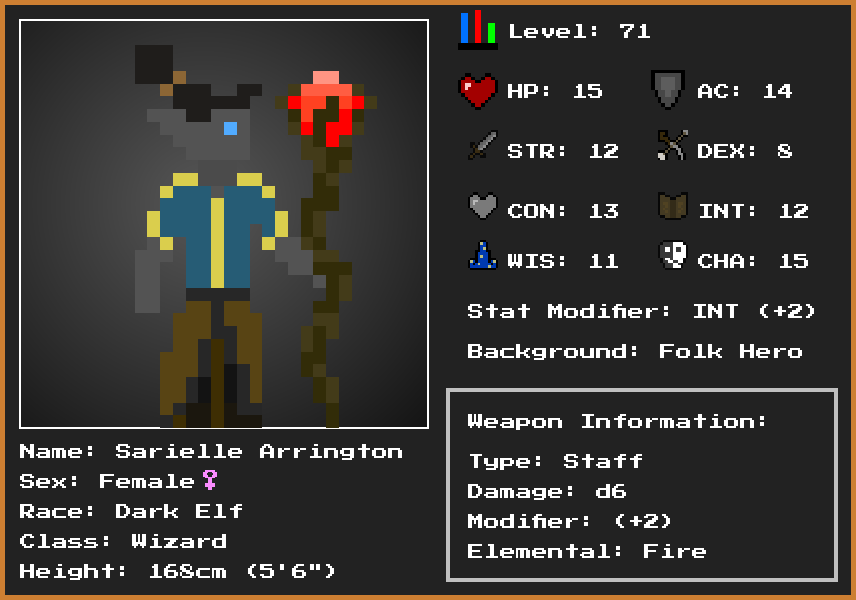 Level: 71
HP: 15 AC: 14
STR: 12 DEX: 8
CON: 13 INT: 12
WIS: 11 CHA: 15
Stat Modifier: INT (+2)
Background: Folk Hero
Weapon Information:
Type: Staff
Damage: d6
Modifier: (+2)
Elemental: Fire
Name: Sarielle Arrington
Sex: Female♀
Race: Dark Elf
Class: Wizard
Height: 168cm (5'6")